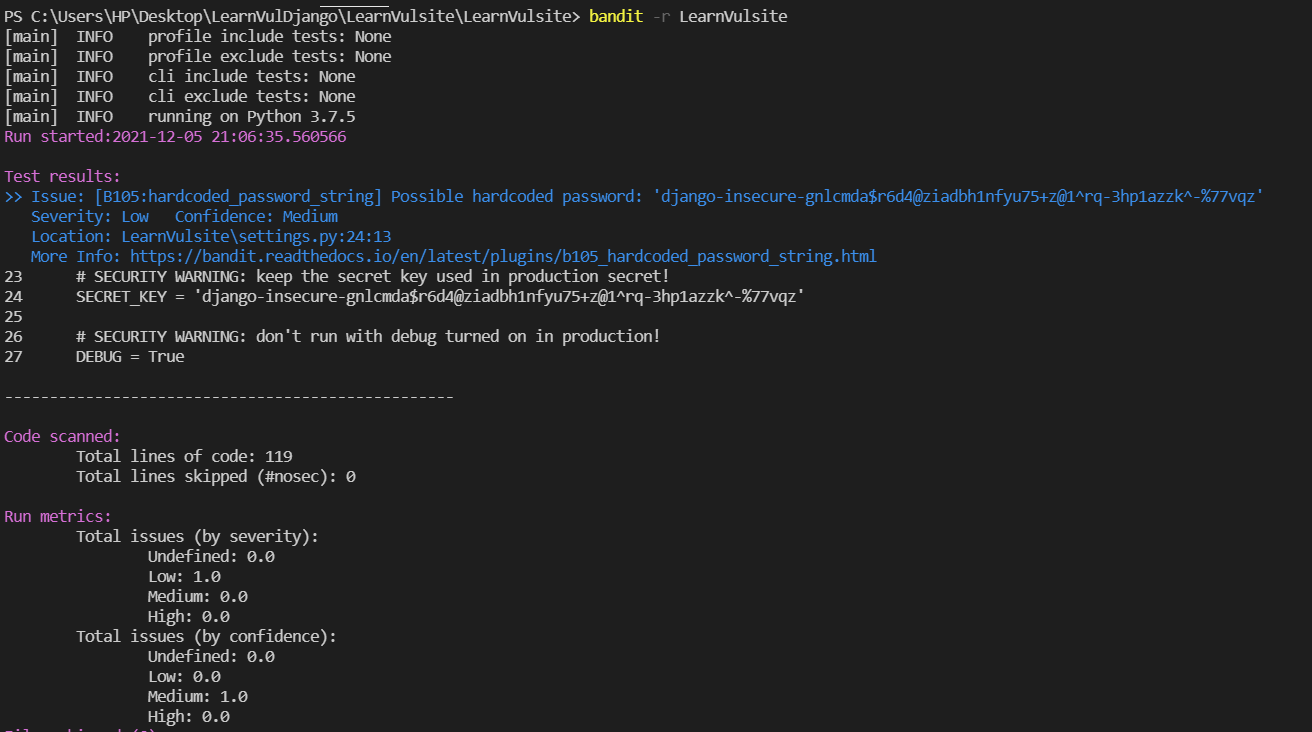 PS C:\Users\HP\Desktop\LearnVulDjango\LearnVulsite\LearnVulsite> bandit -r LearnVulsite
[main]  INFO    profile include tests: None
[main]  INFO    profile exclude tests: None
[main]  INFO    cli include tests: None
[main]  INFO    cli exclude tests: None
[main]  INFO    running on Python 3.7.5
Run started:2021-12-05 21:06:35.560566
Test results:
>> Issue: [B105:hardcoded_password_string] Possible hardcoded password: 'django-insecure-gnlcmda$r6d4@ziadbh1nfyu75+z@1^rq-3hp1azzk^-%77vqz'
   Severity: Low   Confidence: Medium
   Location: LearnVulsite\settings.py:24:13
   More Info: https://bandit.readthedocs.io/en/latest/plugins/b105_hardcoded_password_string.html
23      # SECURITY WARNING: keep the secret key used in production secret!
24      SECRET_KEY = 'django-insecure-gnlcmda$r6d4@ziadbh1nfyu75+z@1^rq-3hp1azzk^-%77vqz'
25
26      # SECURITY WARNING: don't run with debug turned on in production!
27      DEBUG = True
--------------------------------------------------
Code scanned:
        Total lines of code: 119
        Total lines skipped (#nosec): 0
Run metrics:
        Total issues (by severity):
                Undefined: 0.0
                Low: 1.0
                Medium: 0.0
                High: 0.0
        Total issues (by confidence):
                Undefined: 0.0
                Low: 0.0
                Medium: 1.0
                High: 0.0